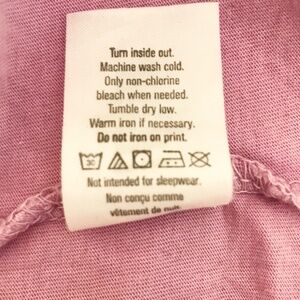 Turn inside out.
Machine wash cold.
Only non-chlorine
bleach when needed.
Tumble dry low.
Warm iron if necessary.
Do not iron on print.
Not intended for sleepwear.
Non conçu comme
vêtement de nuit.